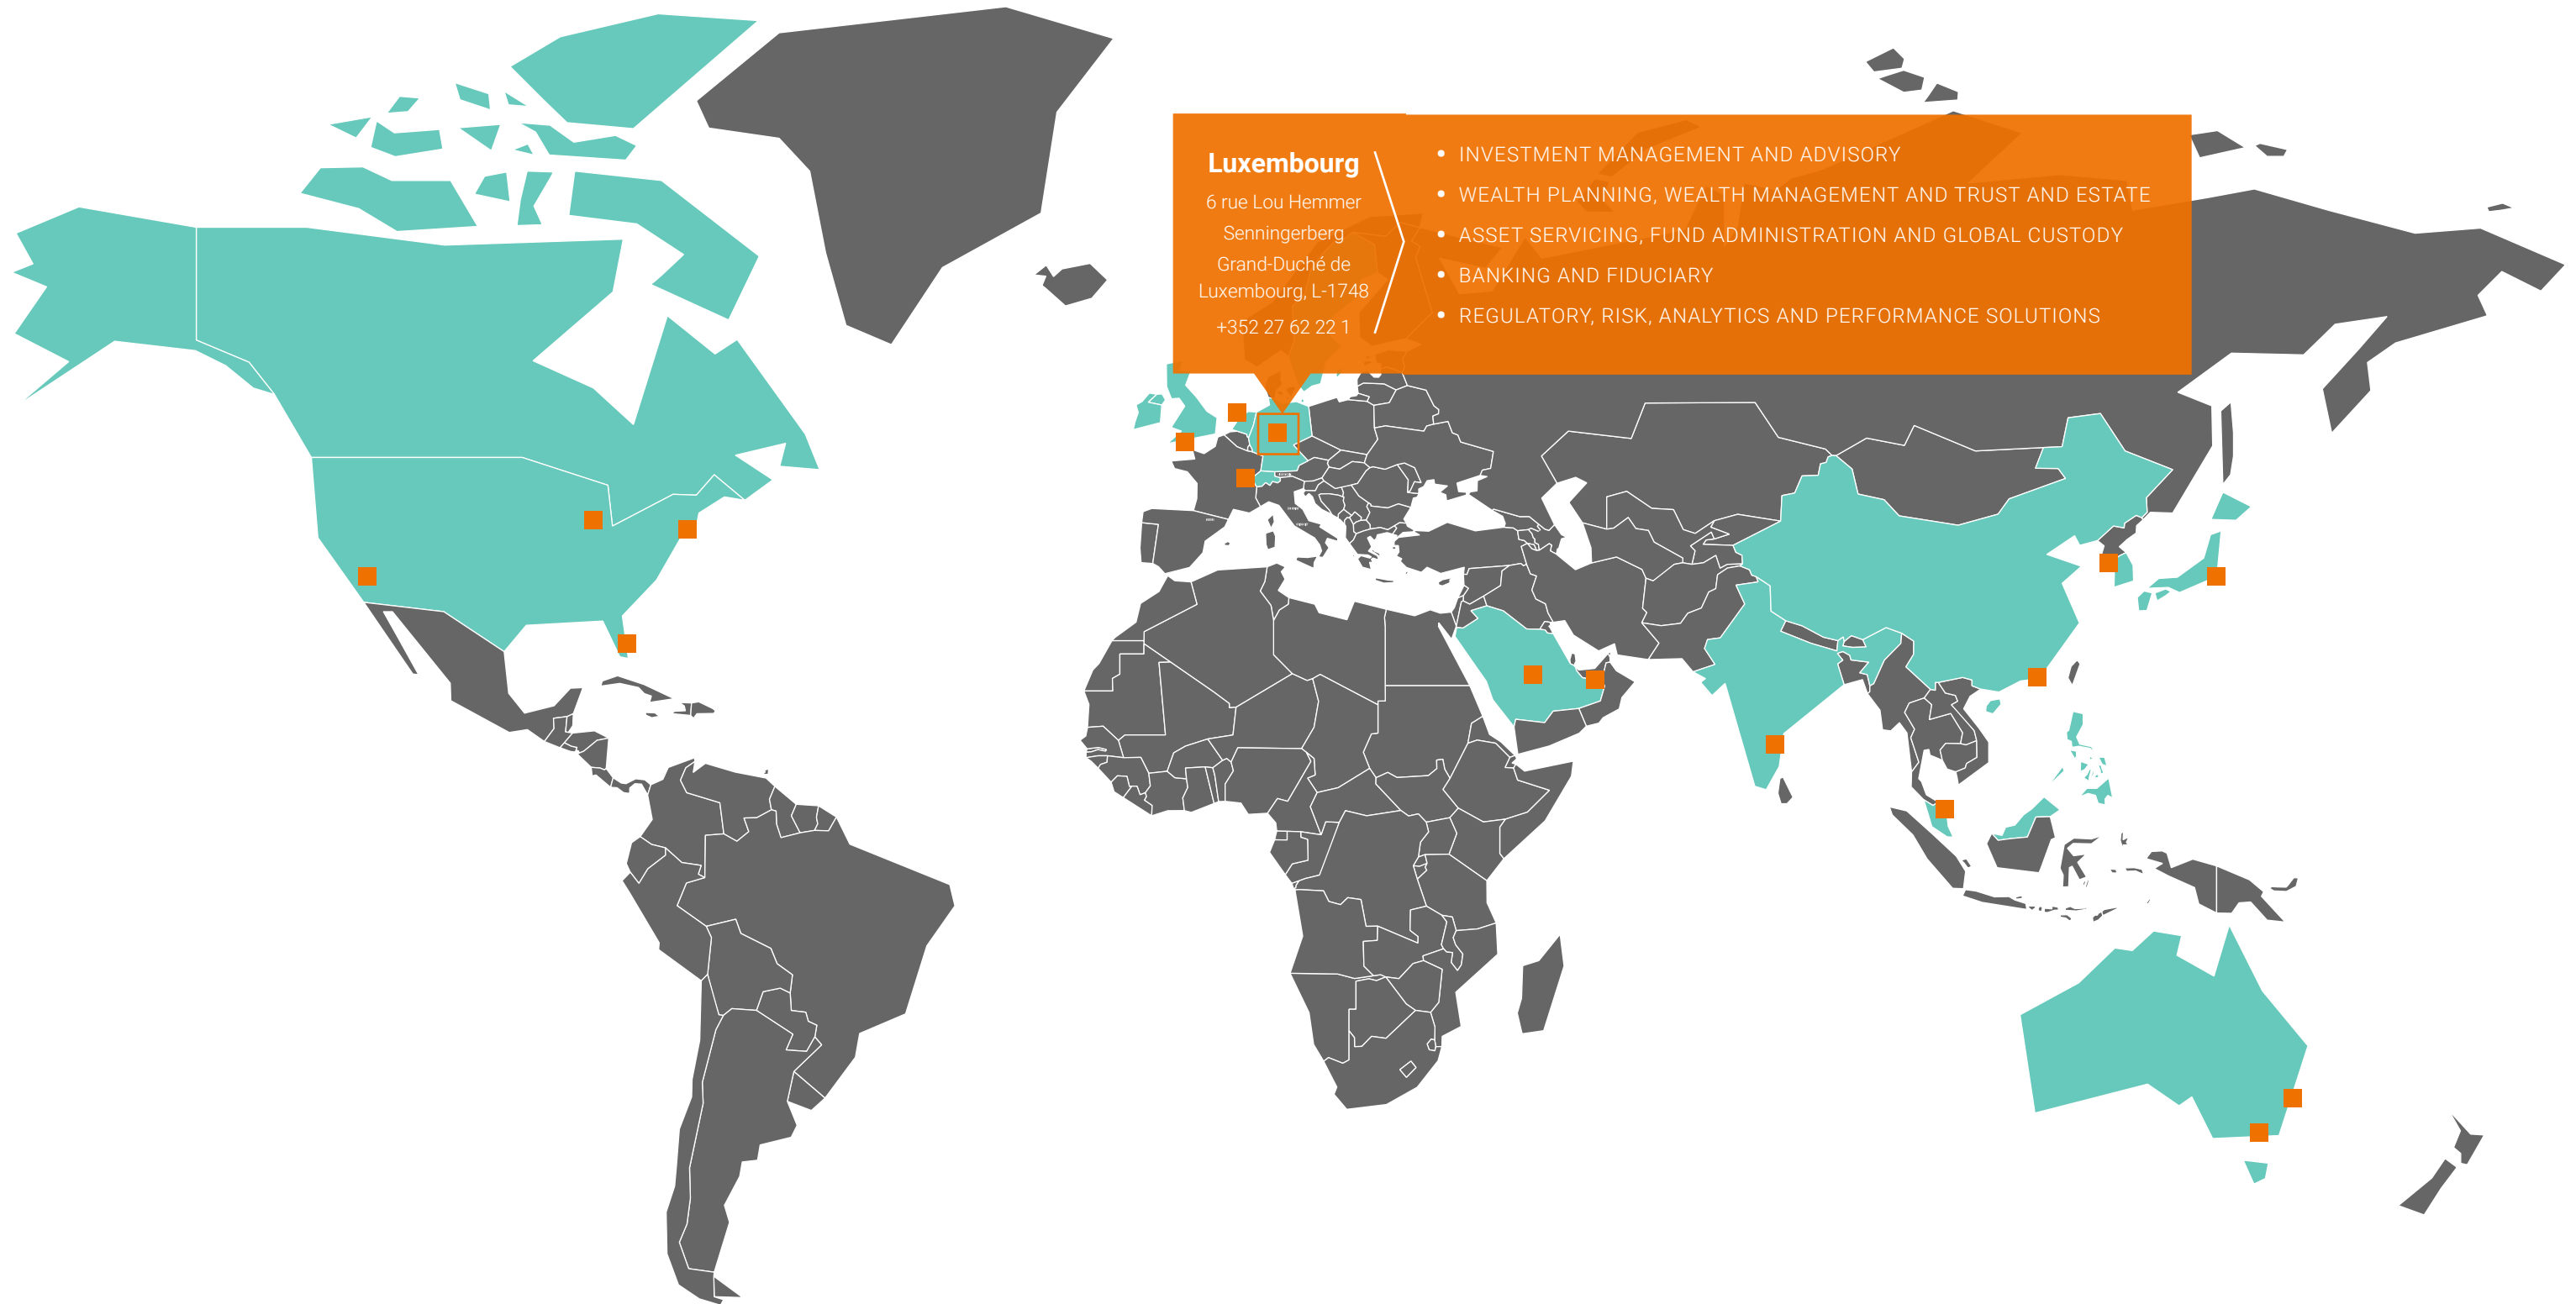 Luxembourg
6 rue Lou Hemmer
Senningerberg
Grand-Duché de
Luxembourg, L-1748
+352 27 62 22 1
• INVESTMENT MANAGEMENT AND ADVISORY
• WEALTH PLANNING, WEALTH MANAGEMENT AND TRUST AND ESTATE
• ASSET SERVICING, FUND ADMINISTRATION AND GLOBAL CUSTODY
• BANKING AND FIDUCIARY
• REGULATORY, RISK, ANALYTICS AND PERFORMANCE SOLUTIONS